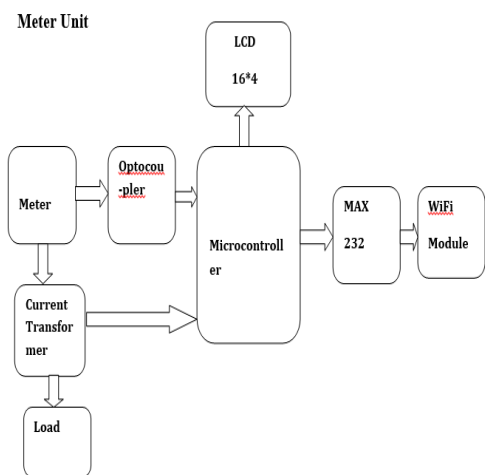 Meter Unit
LCD
16*4
Meter
Optocou
-pler
Microcontroll
er
MAX
232
WiFi
Module
Current
Transfor
mer
Load